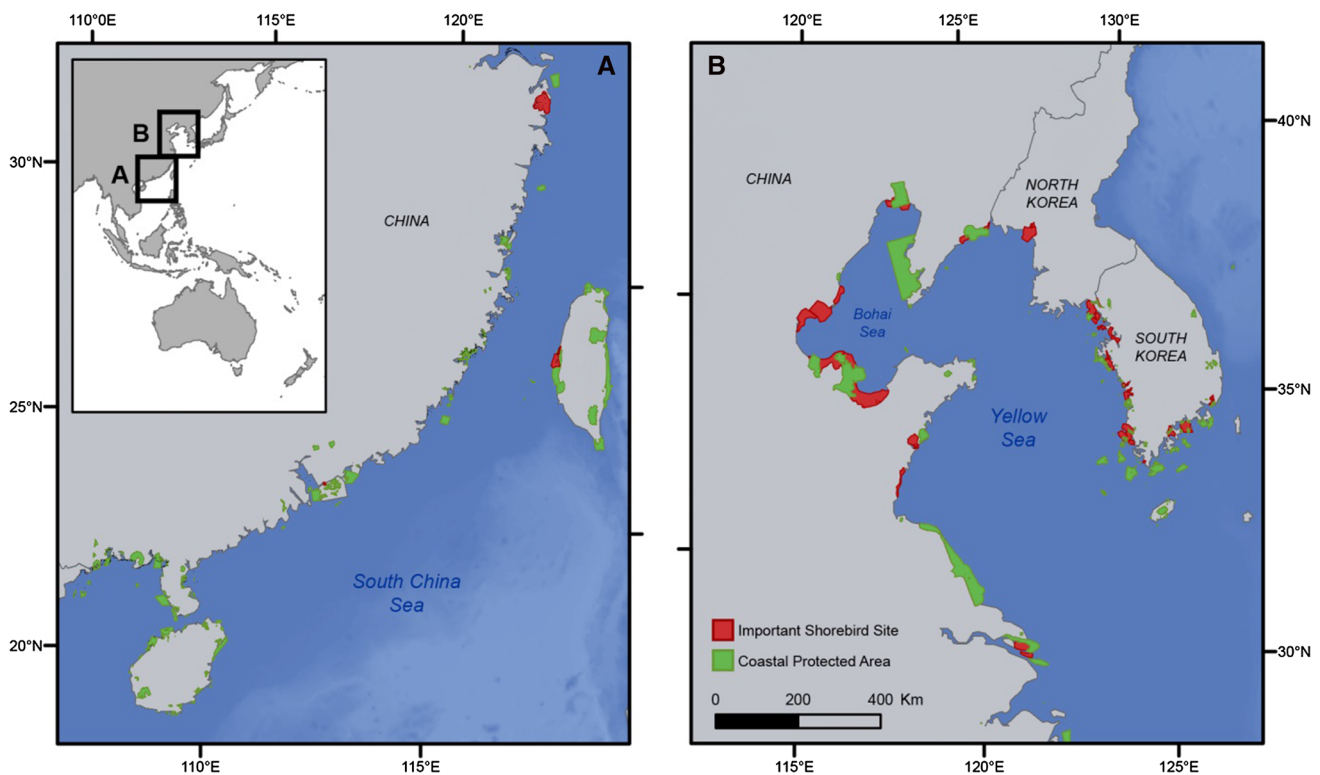 110°0E 115°E 120°E
120°E 125°E 130°E
A
B
B
A
30°N
25°N
20°N
CHINA
South China
Sea
110°E 115°E
40°N
35°N
30°N
CHINA
NORTH
KOREA
SOUTH
KOREA
Bohai
Sea
Yellow
Sea
Important Shorebird Site
Coastal Protected Area
0 200 400 Km
115°E 120°E 125°E